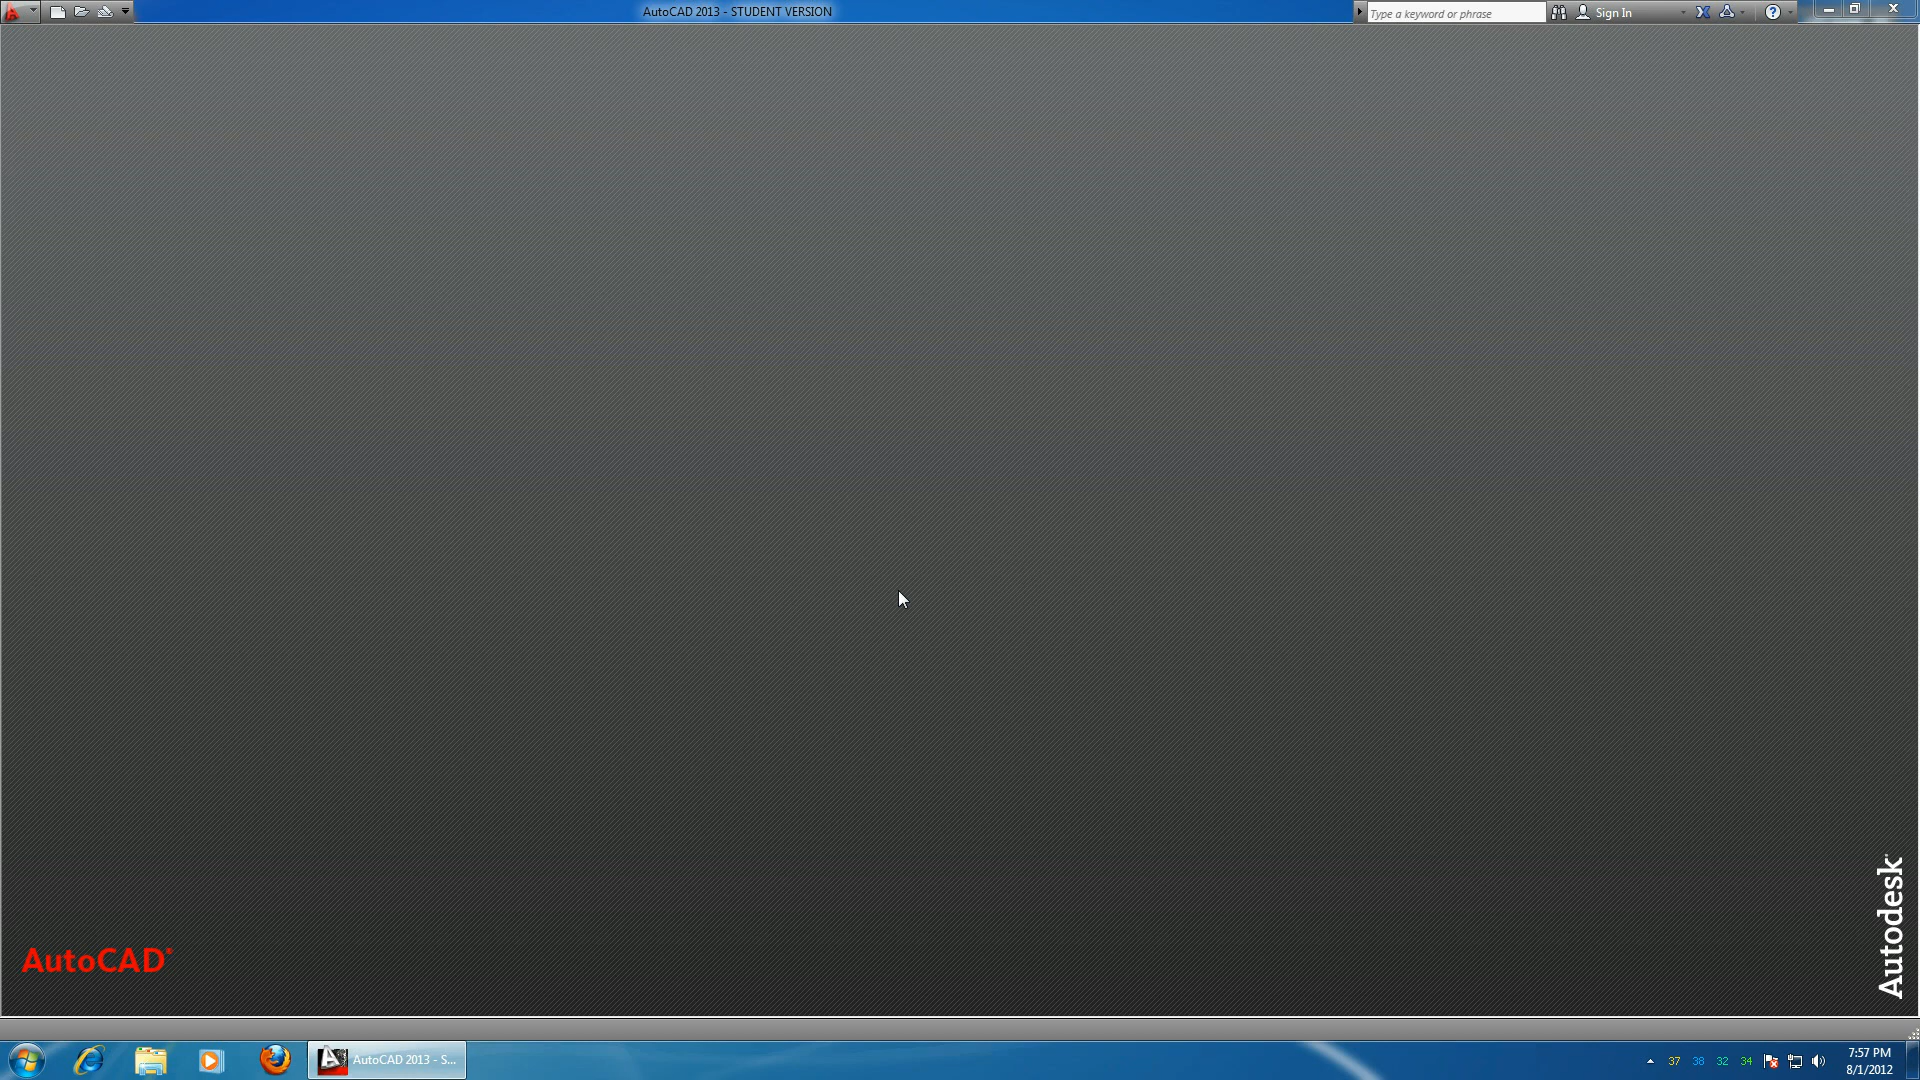 AutoCAD 2013 - STUDENT VERSION
Type a keyword or phrase
Sign In
Autodesk
AutoCAD®
AutoCAD 2013 - S...
37 38 32 34
7:57 PM
8/1/2012